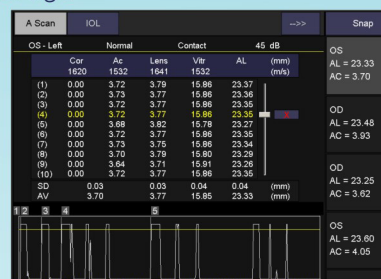 A Scan IOL -->> Snap
OS - Left Normal Contact 45 dB
Cor Ac Lens Vitr AL (mm)
1620 1532 1641 1532 (m/s)
(1) 0.00 3.72 3.79 15.86 23.37
(2) 0.00 3.73 3.77 15.86 23.36
(3) 0.00 3.72 3.77 15.86 23.35
(4) 0.00 3.72 3.77 15.86 23.35 X
(5) 0.00 3.68 3.82 15.78 23.27
(6) 0.00 3.72 3.77 15.86 23.35
(7) 0.00 3.73 3.75 15.86 23.34
(8) 0.00 3.70 3.79 15.80 23.29
(9) 0.00 3.64 3.71 15.91 23.26
(10) 0.00 3.72 3.77 15.86 23.35
SD 0.03 0.03 0.04 0.04 (mm)
AV 3.70 3.77 15.85 23.33 (mm)
1 2 3 4 5
OS
AL = 23.33
AC = 3.70
OD
AL = 23.48
AC = 3.93
OD
AL = 23.25
AC = 3.62
OS
AL = 23.60
AC = 4.05